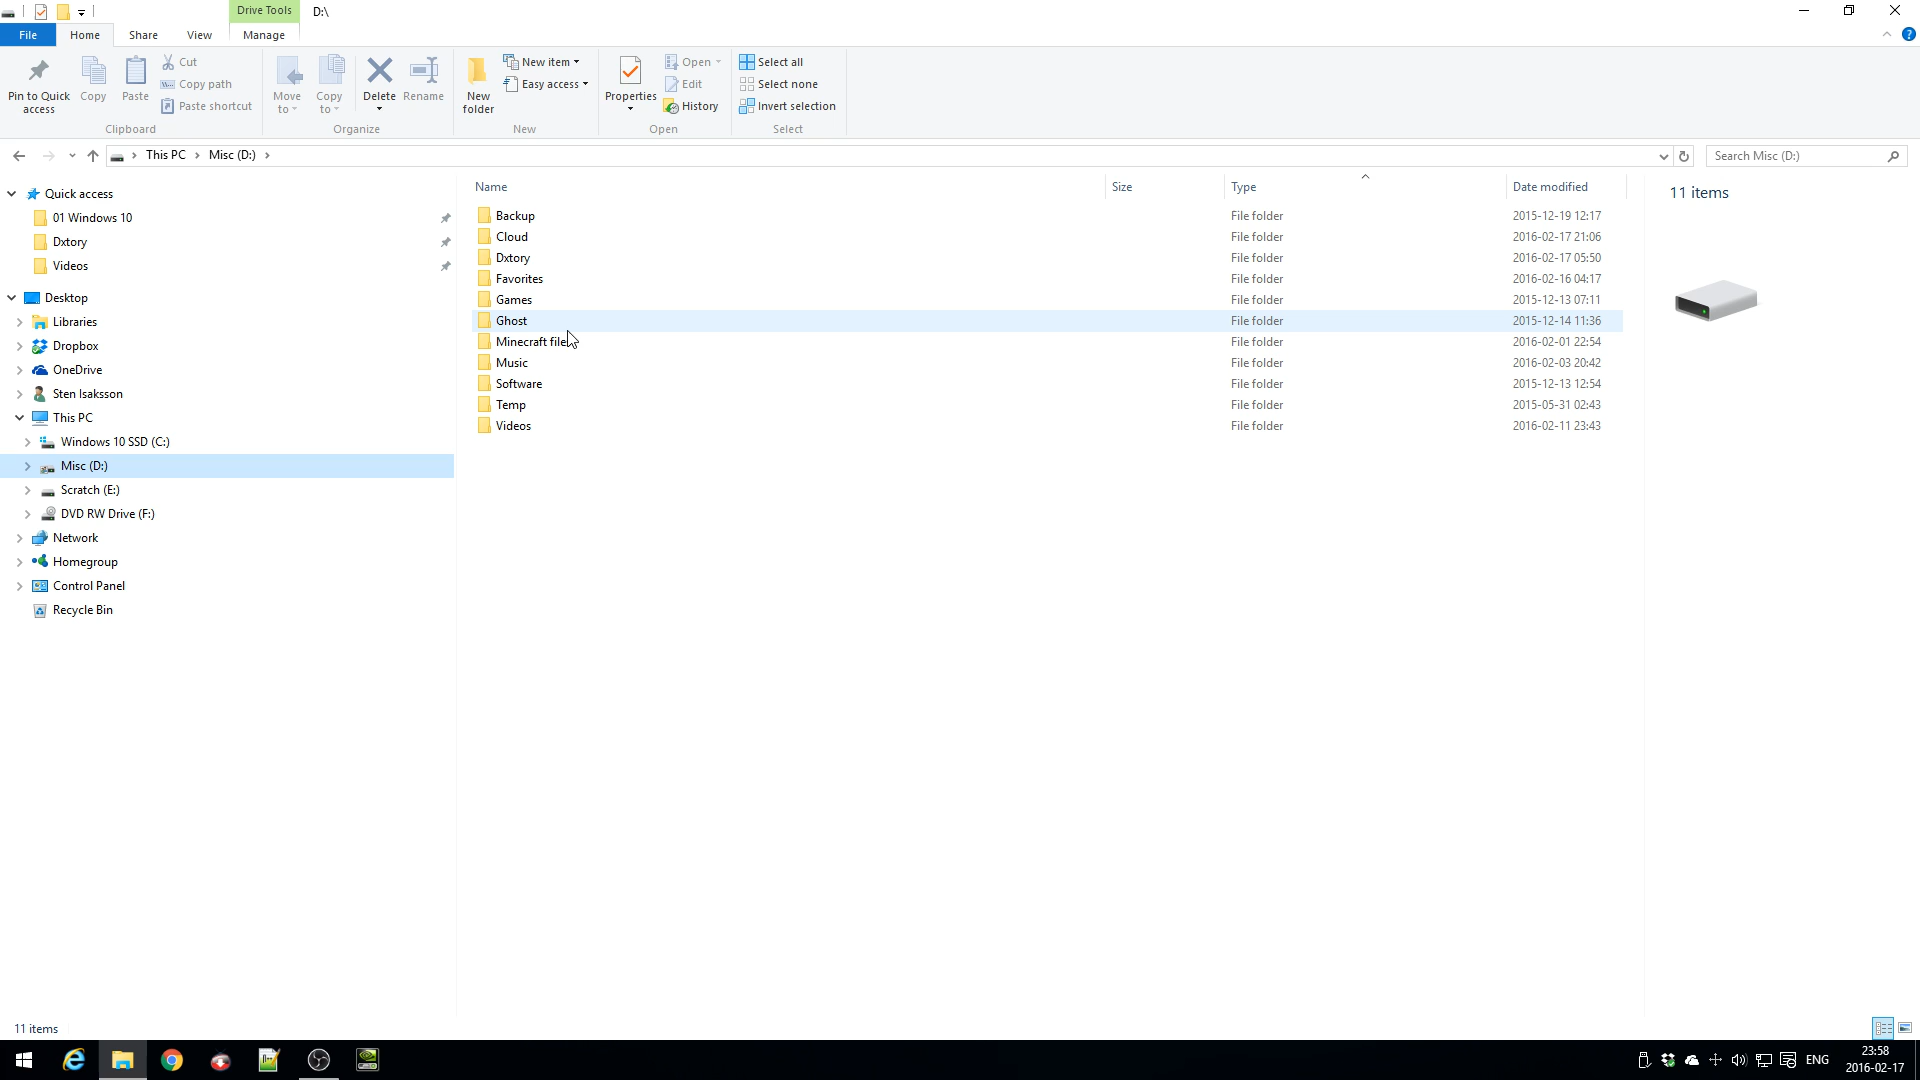 Drive Tools
D:\
File
Home
Share
View
Manage
Pin to Quick access
Copy
Paste
Cut
Copy path
Paste shortcut
Clipboard
Move to
Copy to
Delete
Rename
Organize
New folder
New item
Easy access
New
Properties
Open
Edit
History
Open
Select all
Select none
Invert selection
Select
This PC
Misc (D:)
Search Misc (D:)
Quick access
01 Windows 10
Dxtory
Videos
Desktop
Libraries
Dropbox
OneDrive
Sten Isaksson
This PC
Windows 10 SSD (C:)
Misc (D:)
Scratch (E:)
DVD RW Drive (F:)
Network
Homegroup
Control Panel
Recycle Bin
Name Size Type Date modified
Backup File folder 2015-12-19 12:17
Cloud File folder 2016-02-17 21:06
Dxtory File folder 2016-02-17 05:50
Favorites File folder 2016-02-16 04:17
Games File folder 2015-12-13 07:11
Ghost File folder 2015-12-14 11:36
Minecraft files File folder 2016-02-01 22:54
Music File folder 2016-02-03 20:42
Software File folder 2015-12-13 12:54
Temp File folder 2015-05-31 02:43
Videos File folder 2016-02-11 23:43
11 items
11 items
ENG
23:58
2016-02-17